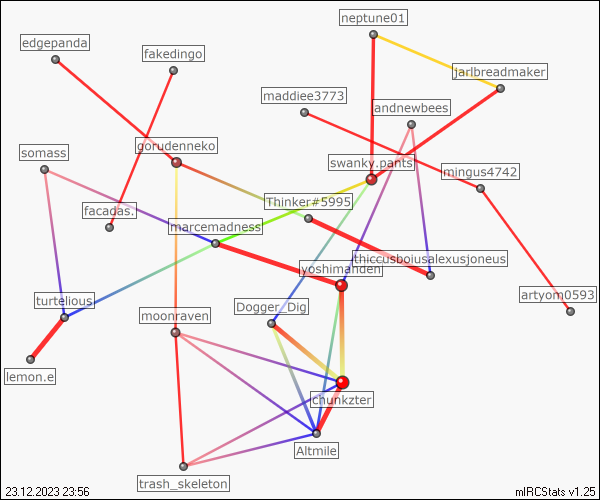 neptune01
edgepanda
fakedingo
jarlbreadmaker
maddiee3773
andnewbees
gorudenneko
somass
swanky.pants
mingus4742
Thinker#5995
facadas.
marcemadness
thiccusboiusalexusjoneus
yoshimahden
artyom0593
turtelious
Dogger_Dig
moonraven
lemon.e
chunkzter
Altmile
trash_skeleton
23.12.2023 23:56
mIRCStats v1.25